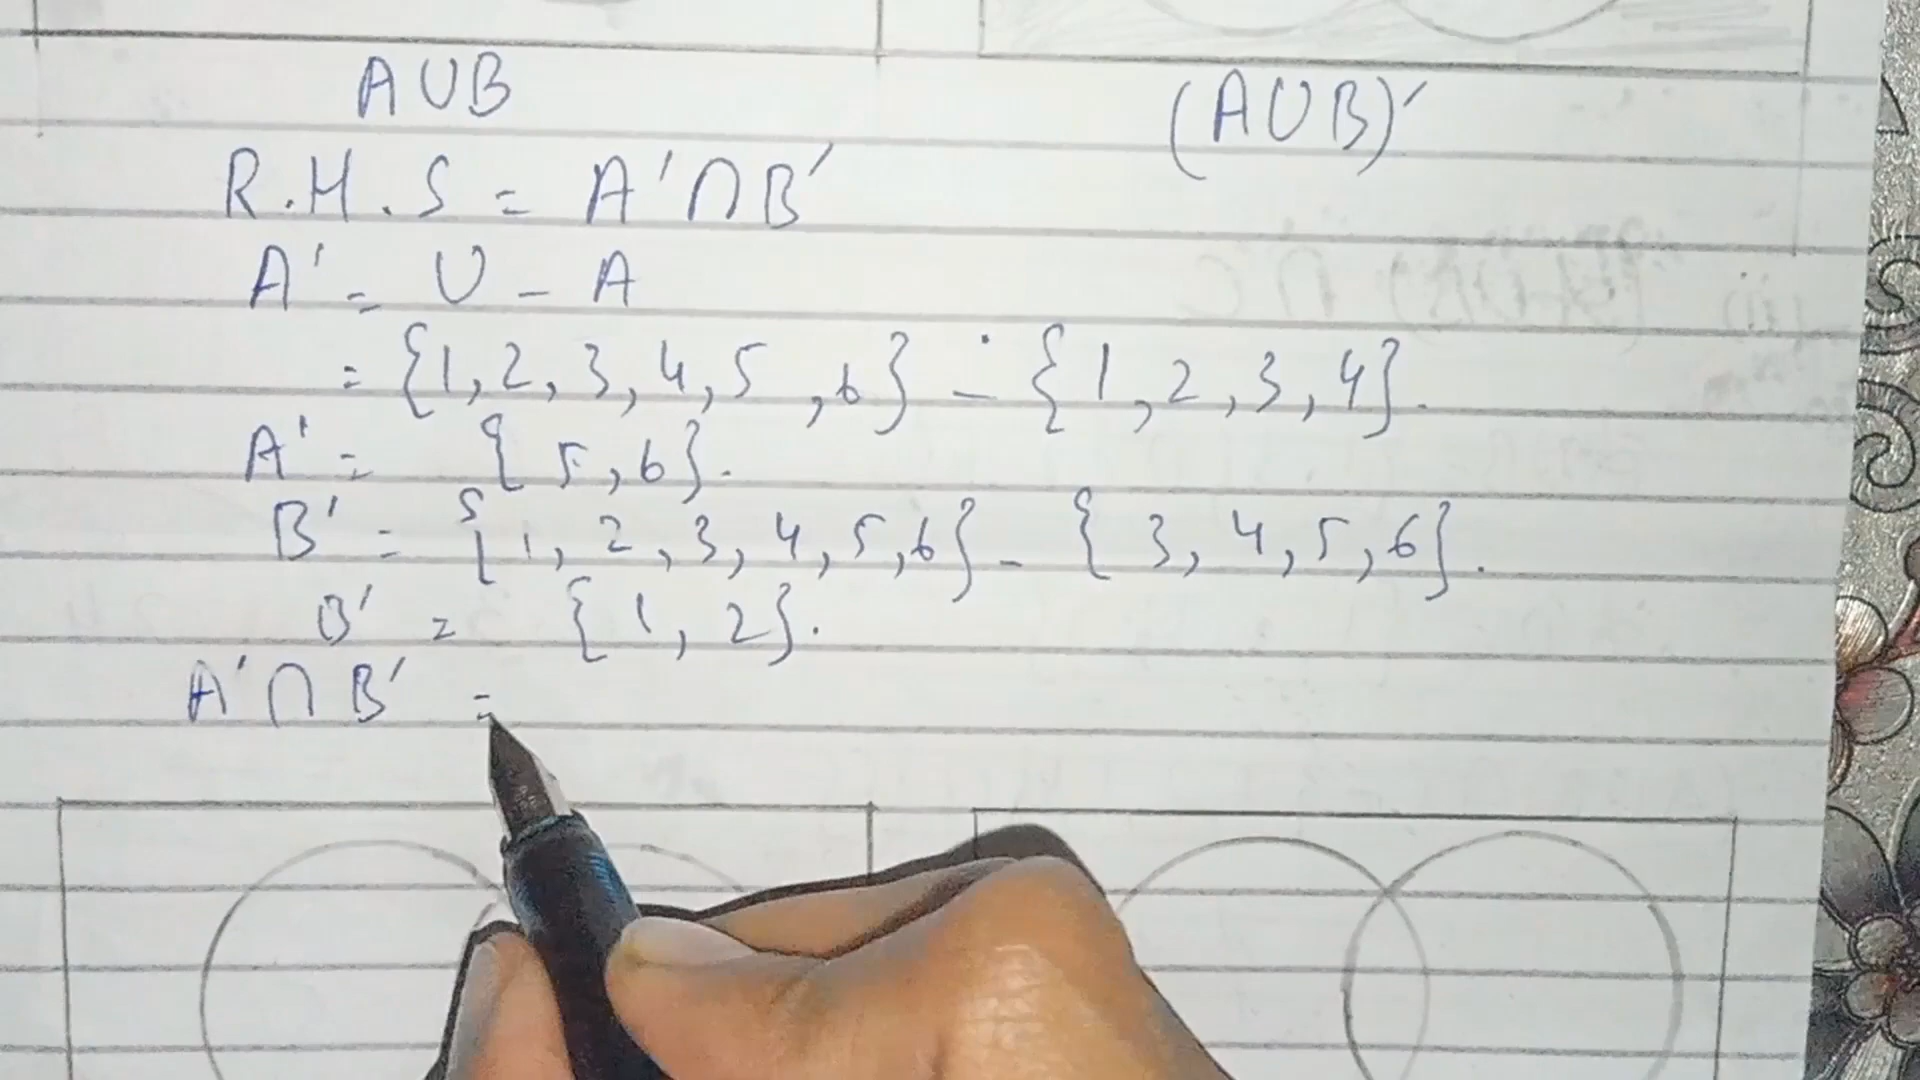 A∪B
(A∪B)′
R.H.S = A′∩B′
A′ = U - A
= {1,2,3,4,5,6} - {1,2,3,4}.
A′ = {5,6}.
B′ = {1,2,3,4,5,6} - {3,4,5,6}.
B′ = {1,2}.
A′∩B′ =